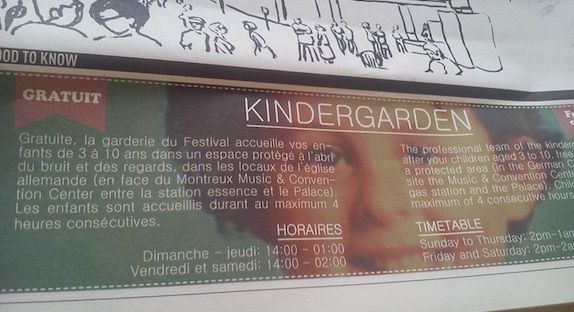 OOD TO KNOW
GRATUIT
KINDERGARDEN
Gratuite, la garderie du Festival accueille vos en-
fants de 3 à 10 ans dans un espace protégé à l'abri
du bruit et des regards, dans les locaux de l'église
allemande (en face du Montreux Music & Conven-
tion Center entre la station essence et le Palace).
Les enfants sont accueillis durant au maximum 4
heures consécutives.
HORAIRES
Dimanche - jeudi: 14:00 - 01:00
Vendredi et samedi: 14:00 - 02:00
The professional team of the kinder
after your children aged 3 to 10, free
a protected area (in the German C
site the Music & Convention Cent
gas station and the Palace). Chil
maximum of 4 consecutive hours
TIMETABLE
Sunday to Thursday: 2pm-1am
Friday and Saturday: 2pm-2a